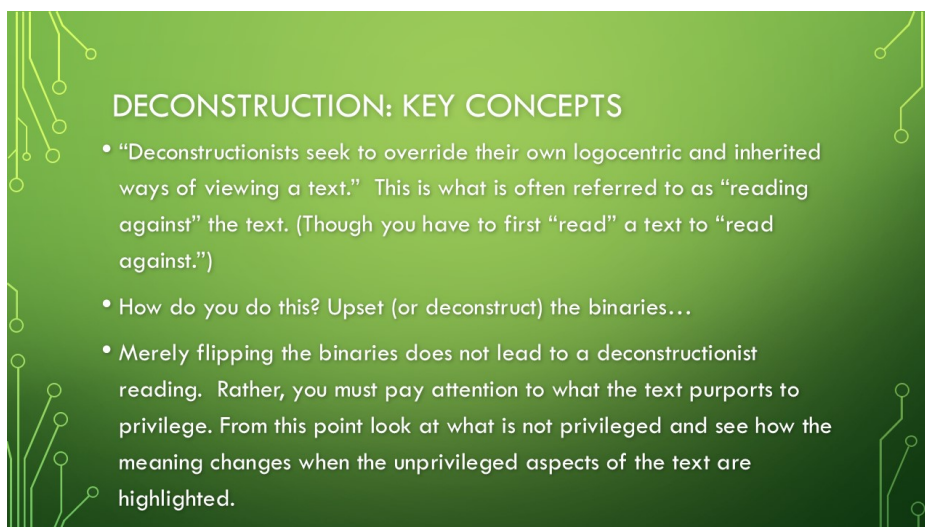 DECONSTRUCTION: KEY CONCEPTS
• “Deconstructionists seek to override their own logocentric and inherited
ways of viewing a text.”  This is what is often referred to as “reading
against” the text. (Though you have to first “read” a text to “read
against.”)
• How do you do this? Upset (or deconstruct) the binaries…
• Merely flipping the binaries does not lead to a deconstructionist
reading.  Rather, you must pay attention to what the text purports to
privilege. From this point look at what is not privileged and see how the
meaning changes when the unprivileged aspects of the text are
highlighted.